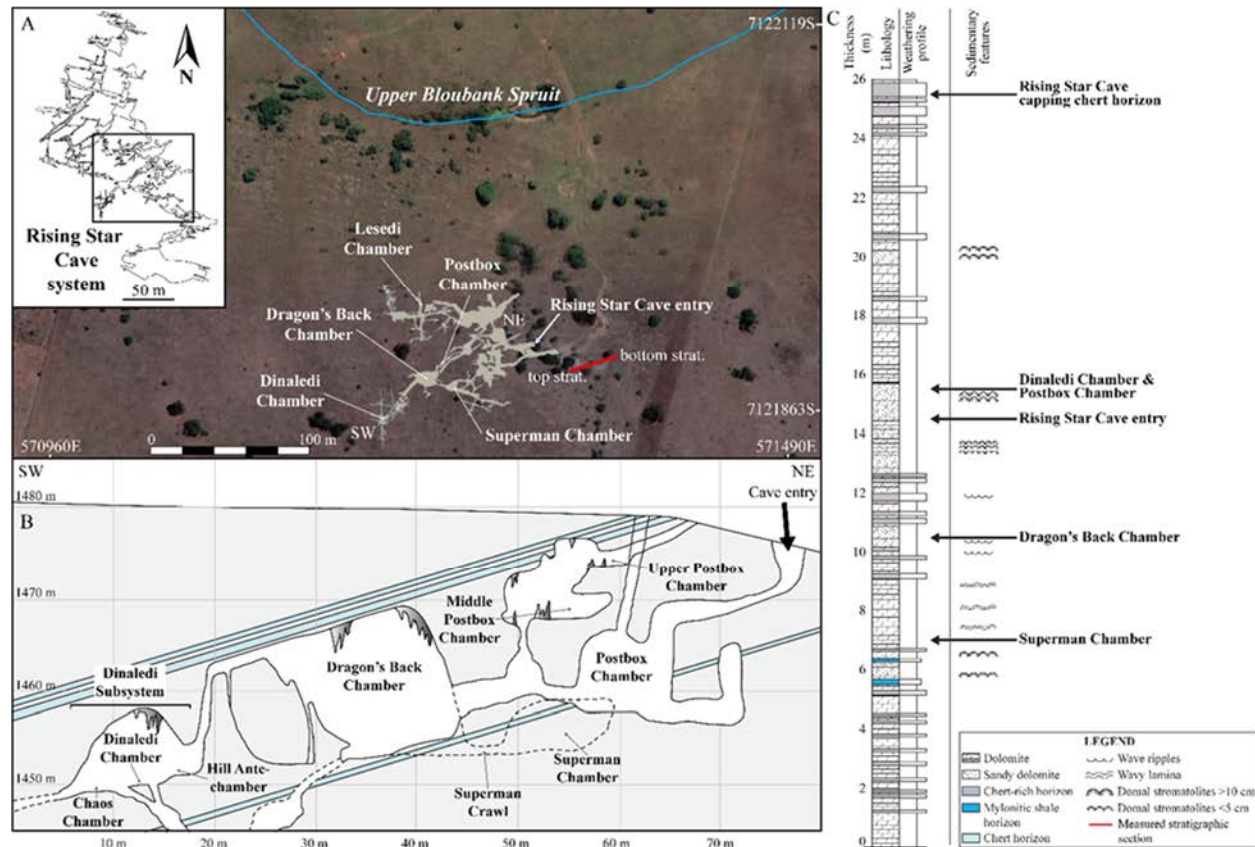 A
N
Rising Star
Cave
system
50 m
7122119S
Upper Bloubank Spruit
Lesedi
Chamber
Postbox
Chamber
Rising Star Cave entry
Dragon's Back
Chamber
NE
bottom strat.
top strat.
Dinaledi
Chamber
7121863S
SW
Superman Chamber
0
100 m
570960E
571490E
SW
NE
1480 m
Cave entry
B
Upper Postbox
Chamber
1470 m
Middle
Postbox
Chamber
Postbox
Chamber
Dragon's Back
Chamber
Dinaledi
Subsystem
1460 m
Dinaledi
Chamber
Hill Ante-
chamber
Superman
Chamber
1450 m
Chaos
Chamber
Superman
Crawl
0 m
10 m
20 m
30 m
40 m
50 m
60 m
70 m
C
Thickness
(m)
Lithology
Weathering
profile
Sedimentary
features
26
Rising Star Cave
capping chert horizon
24
22
20
18
16
Dinaledi Chamber &
Postbox Chamber
Rising Star Cave entry
14
12
Dragon's Back Chamber
10
8
Superman Chamber
6
4
2
0
LEGEND
Dolomite
Sandy dolomite
Chert-rich horizon
Mylonitic shale
horizon
Chert horizon
Wave ripples
Wavy lamina
Domal stromatolites >10 cm
Domal stromatolites <5 cm
Measured stratigraphic
section